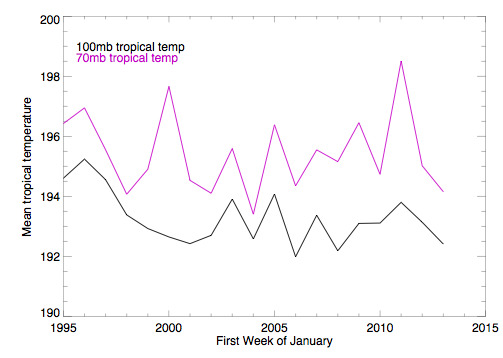 200
100mb tropical temp
70mb tropical temp
198
196
194
192
190
Mean tropical temperature
1995
2000
2005
2010
2015
First Week of January